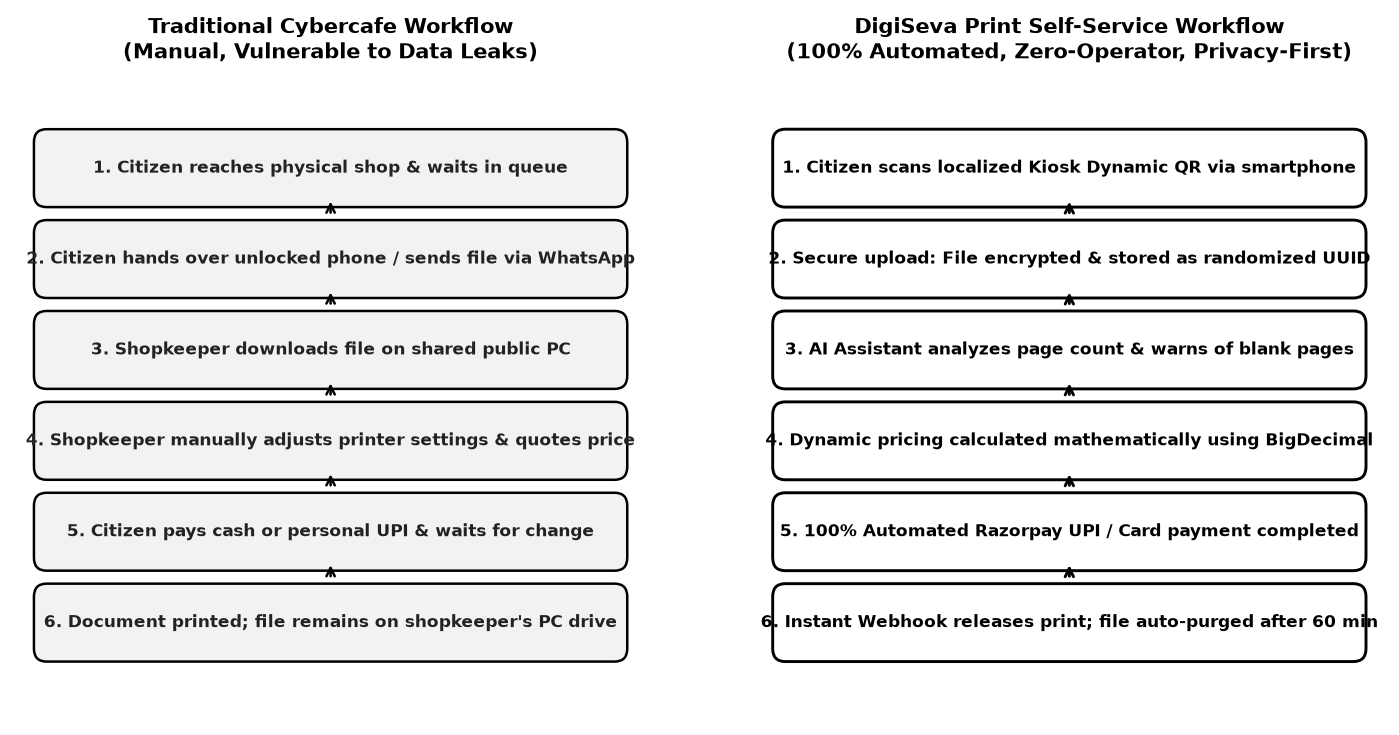 Traditional Cybercafe Workflow
(Manual, Vulnerable to Data Leaks)
1. Citizen reaches physical shop & waits in queue
2. Citizen hands over unlocked phone / sends file via WhatsApp
3. Shopkeeper downloads file on shared public PC
4. Shopkeeper manually adjusts printer settings & quotes price
5. Citizen pays cash or personal UPI & waits for change
6. Document printed; file remains on shopkeeper's PC drive
DigiSeva Print Self-Service Workflow
(100% Automated, Zero-Operator, Privacy-First)
1. Citizen scans localized Kiosk Dynamic QR via smartphone
2. Secure upload: File encrypted & stored as randomized UUID
3. AI Assistant analyzes page count & warns of blank pages
4. Dynamic pricing calculated mathematically using BigDecimal
5. 100% Automated Razorpay UPI / Card payment completed
6. Instant Webhook releases print; file auto-purged after 60 min